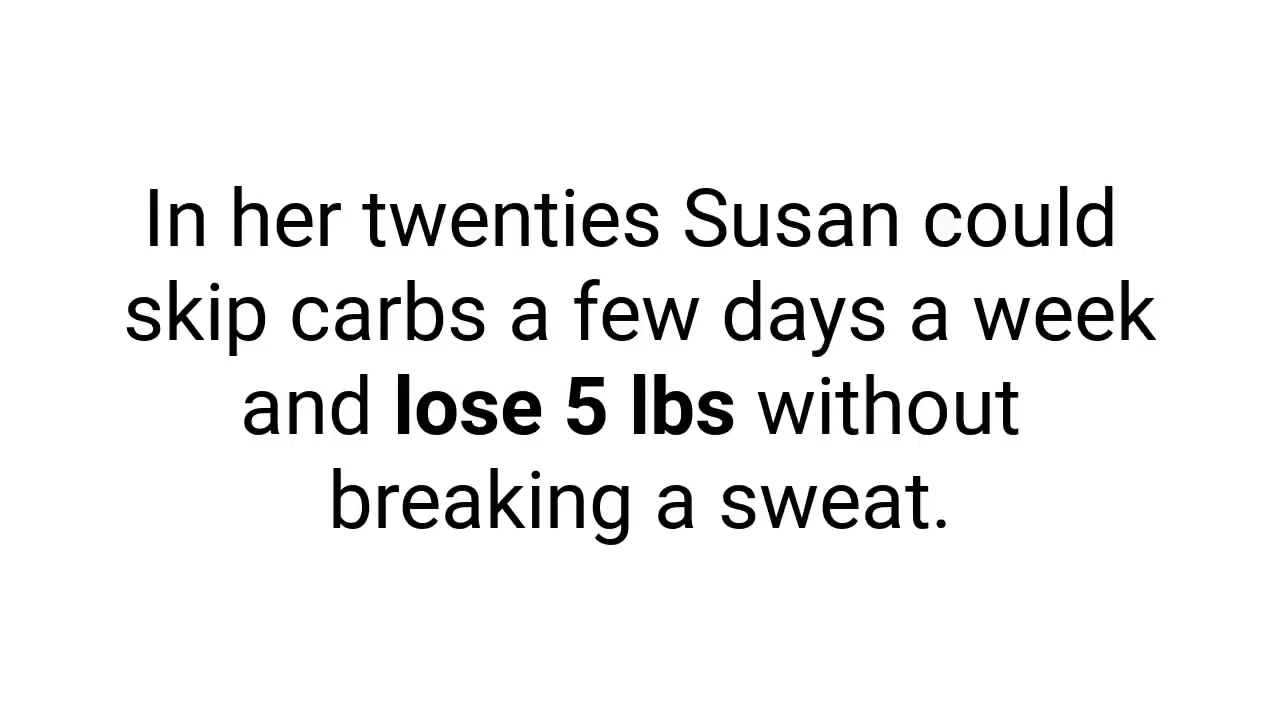 In her twenties Susan could
skip carbs a few days a week
and lose 5 lbs without
breaking a sweat.